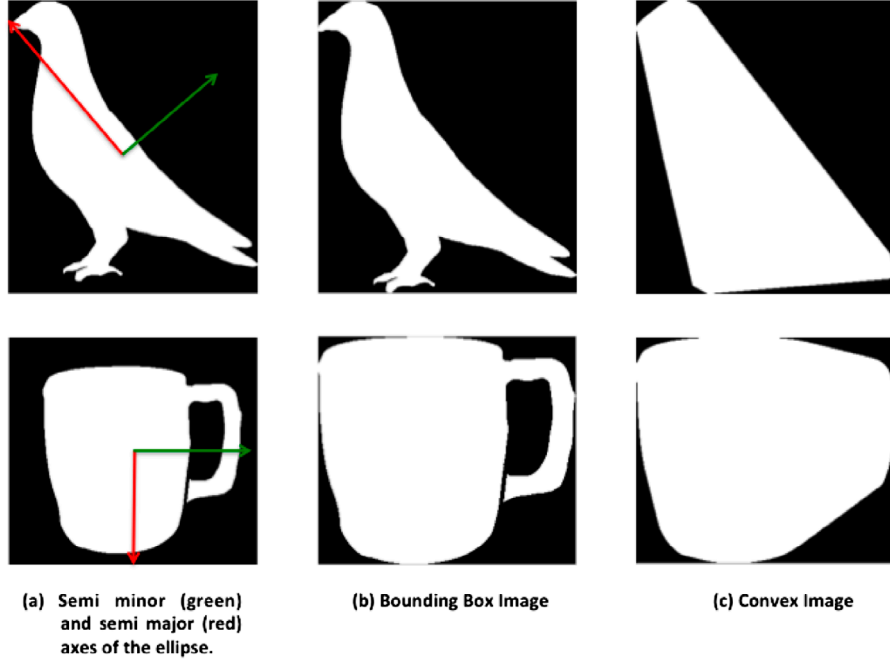 (a) Semi minor (green)
and semi major (red)
axes of the ellipse.
(b) Bounding Box Image
(c) Convex Image